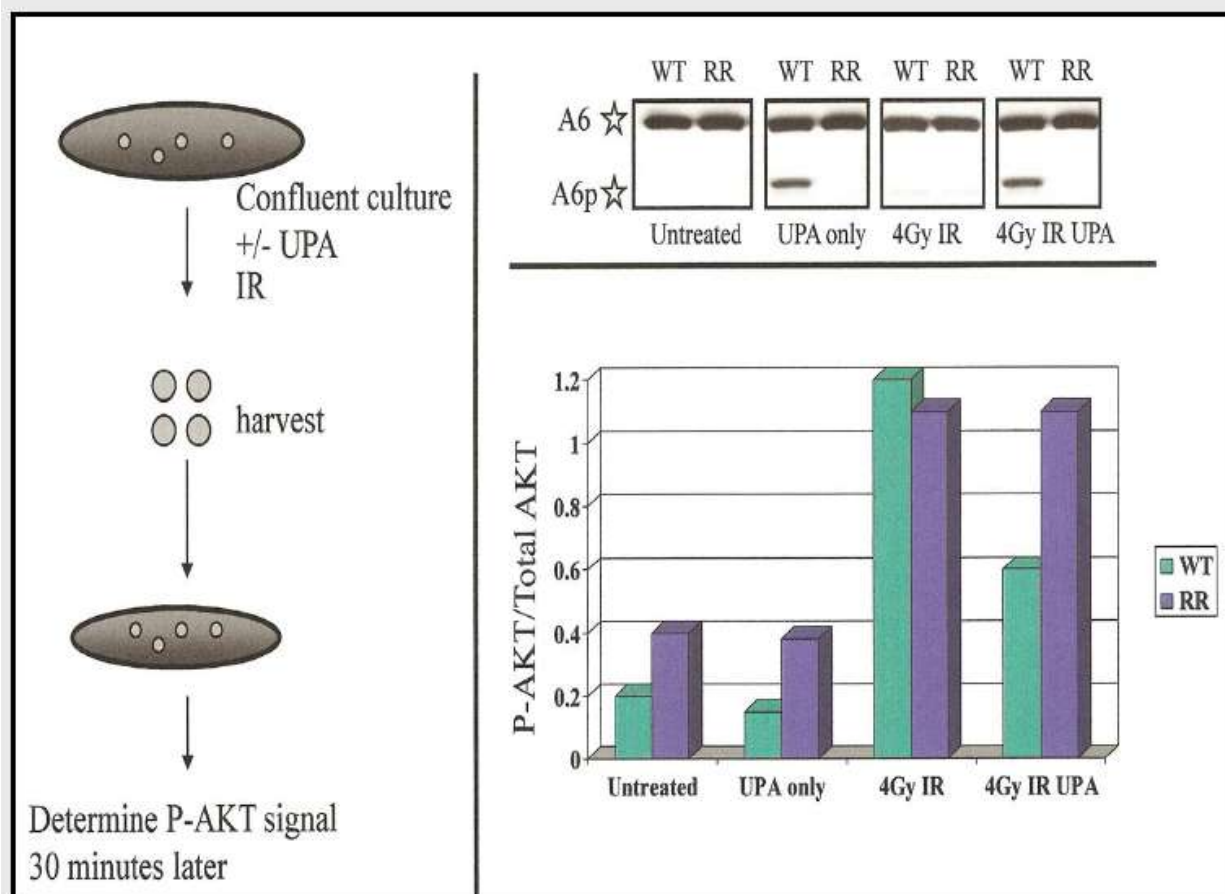 Confluent culture
+/- UPA
IR
harvest
Determine P-AKT signal
30 minutes later
WT RR WT RR WT RR WT RR
A6
A6p
Untreated UPA only 4Gy IR 4Gy IR UPA
P-AKT/Total AKT
1.2
1
0.8
0.6
0.4
0.2
0
Untreated UPA only 4Gy IR 4Gy IR UPA
WT
RR